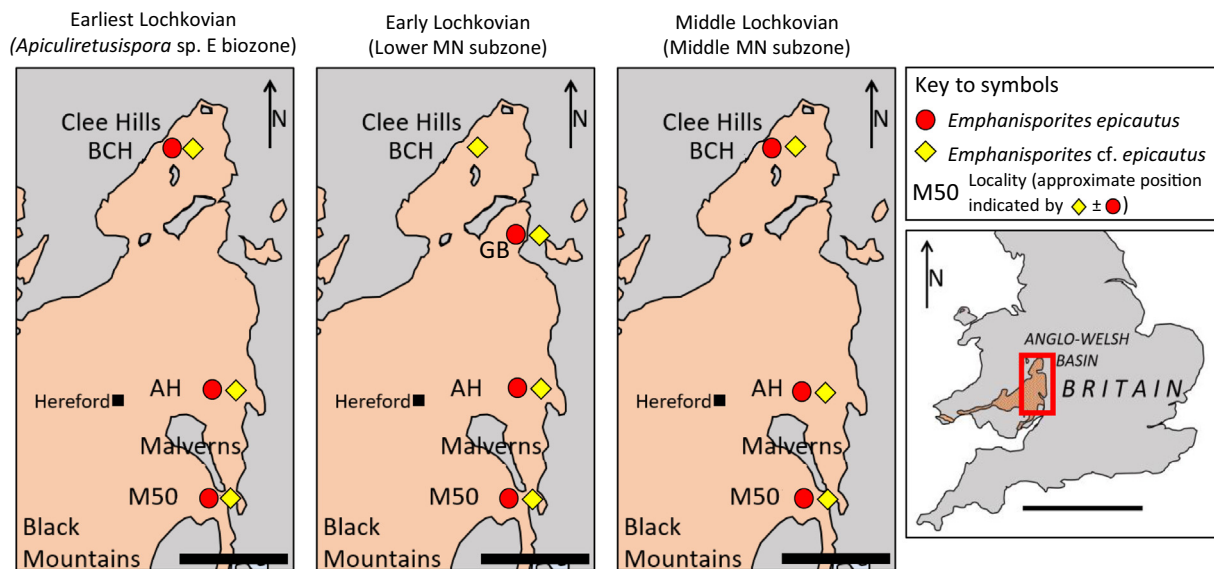 Earliest Lochkovian
(Apiculiretusispora sp. E biozone)
N
Clee Hills
BCH
AH
Hereford
Malverns
M50
Black
Mountains
Early Lochkovian
(Lower MN subzone)
N
Clee Hills
BCH
GB
AH
Hereford
Malverns
M50
Black
Mountains
Middle Lochkovian
(Middle MN subzone)
N
Clee Hills
BCH
AH
Hereford
Malverns
M50
Black
Mountains
Key to symbols
Emphanisporites epicautus
Emphanisporites cf. epicautus
M50 Locality (approximate position
indicated by ± )
N
ANGLO-WELSH
BASIN
BRITAIN